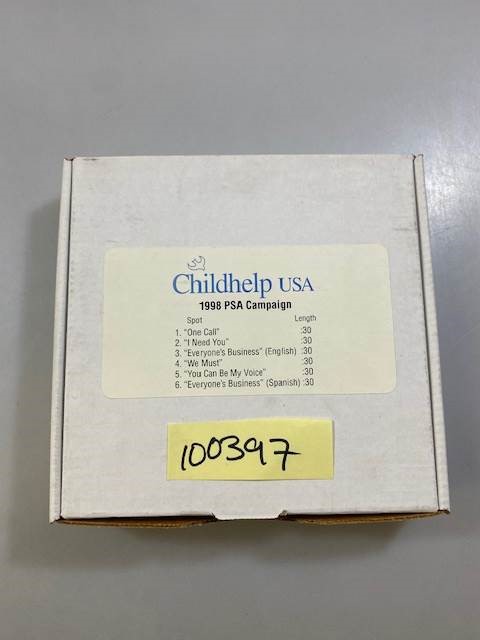 Childhelp USA
1998 PSA Campaign
Spot Length
1. "One Call" :30
2. "I Need You" :30
3. "Everyone's Business" (English) :30
4. "We Must" :30
5. "You Can Be My Voice" :30
6. "Everyone's Business" (Spanish) :30
100397